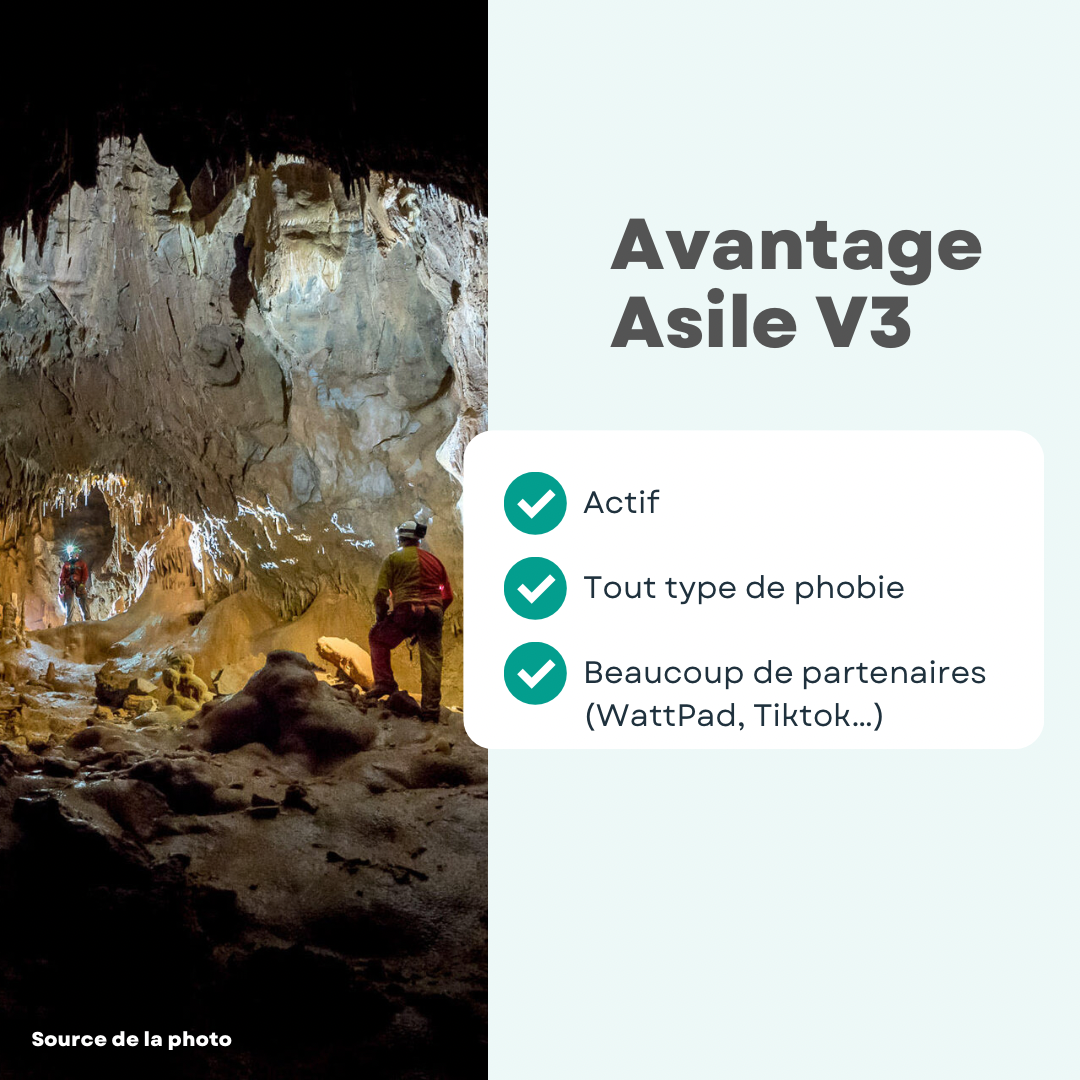 Avantage
Asile V3
Actif
Tout type de phobie
Beaucoup de partenaires
(WattPad, Tiktok...)
Source de la photo